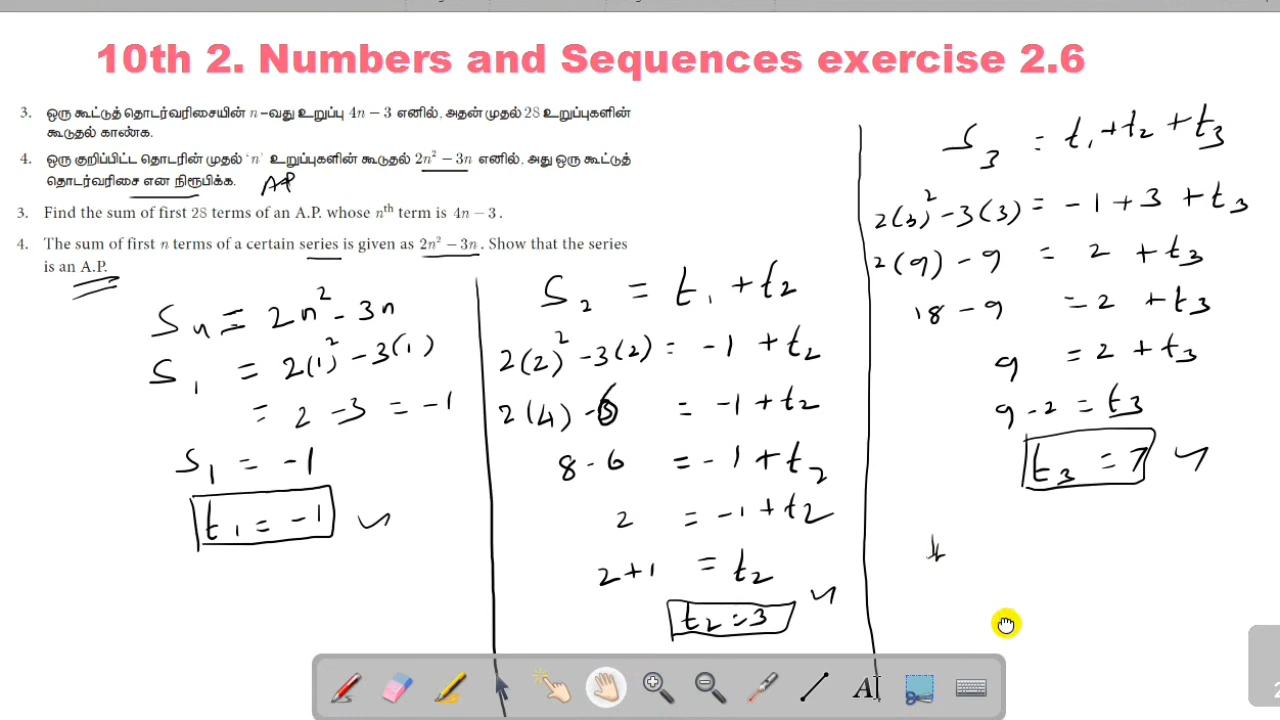 10th 2. Numbers and Sequences exercise 2.6
3. ஒரு கூட்டுத் தொடர்வரிசையின் n -வது உறுப்பு 4n − 3 எனில், அதன் முதல் 28 உறுப்புகளின்
கூடுதல் காண்க.
4. ஒரு குறிப்பிட்ட தொடரின் முதல் 'n' உறுப்புகளின் கூடுதல் 2n² − 3n எனில், அது ஒரு கூட்டுத்
தொடர்வரிசை என நிரூபிக்க. AP
3. Find the sum of first 28 terms of an A.P. whose nth term is 4n − 3 .
4. The sum of first n terms of a certain series is given as 2n² − 3n . Show that the series
is an A.P.
Sn = 2n² - 3n
S1 = 2(1)² - 3(1)
= 2 - 3 = -1
S1 = -1
t1 = -1
S2 = t1 + t2
2(2)² - 3(2) = -1 + t2
2(4) - 6 = -1 + t2
8 - 6 = -1 + t2
2 = -1 + t2
2+1 = t2
t2 = 3
S3 = t1 + t2 + t3
2(3)² - 3(3) = -1 + 3 + t3
2(9) - 9 = 2 + t3
18 - 9 = 2 + t3
9 = 2 + t3
9 - 2 = t3
t3 = 7
A